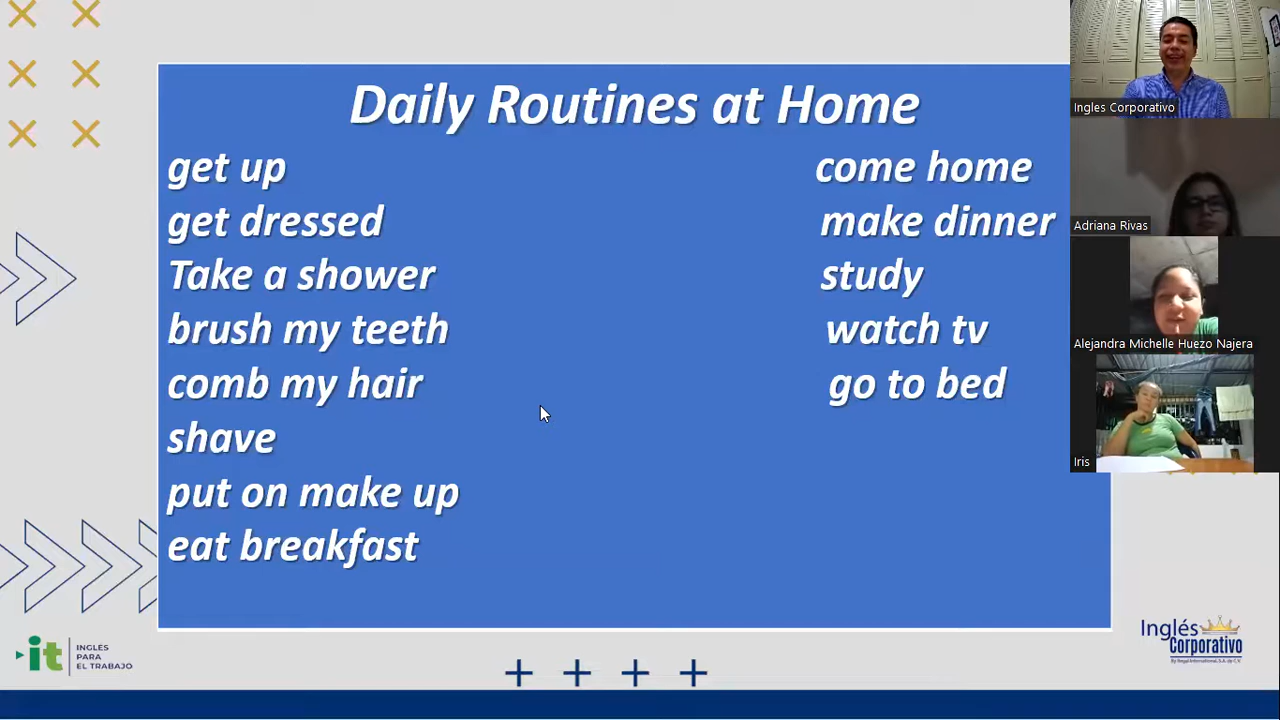 Daily Routines at Home
get up
get dressed
Take a shower
brush my teeth
comb my hair
shave
put on make up
eat breakfast
come home
make dinner
study
watch tv
go to bed
Ingles Corporativo
Adriana Rivas
Alejandra Michelle Huezo Najera
Iris
it
INGLES
PARA
EL TRABAJO
Inglés
Corporativo